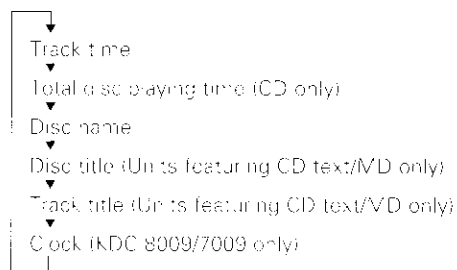 Track time
Total disc playing time (CD only)
Disc name
Disc title (Units featuring CD text/MD only)
Track title (Units featuring CD text/MD only)
Clock (KDC-8009/7009 only)